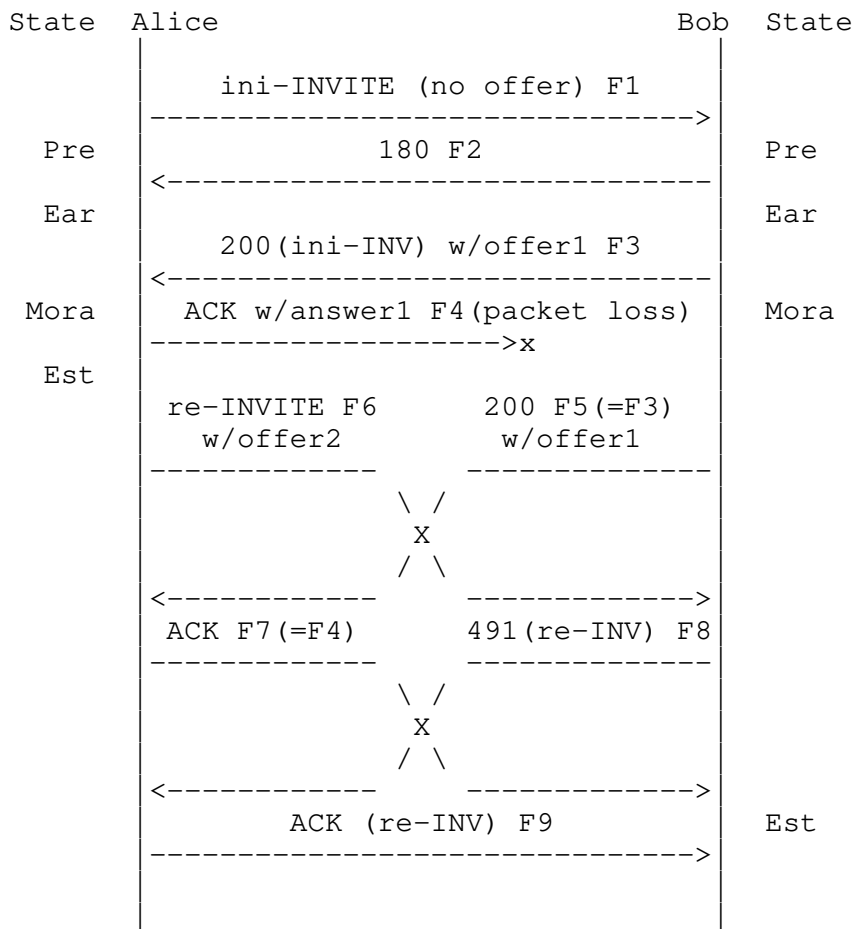 State  Alice                          Bob  State
       |                                |
       |    ini-INVITE (no offer) F1    |
       |------------------------------->|
  Pre  |             180 F2             |  Pre
       |<-------------------------------|
  Ear  |                                |  Ear
       |    200(ini-INV) w/offer1 F3    |
       |<-------------------------------|
 Mora  |  ACK w/answer1 F4(packet loss) |  Mora
       |-------------------->x          |
  Est  |                                |
       | re-INVITE F6      200 F5(=F3)  |
       |   w/offer2         w/offer1    |
       |-------------     --------------|
       |              \ /               |
       |               X                |
       |              / \               |
       |<------------     ------------->|
       | ACK F7(=F4)      491(re-INV) F8|
       |-------------     --------------|
       |              \ /               |
       |               X                |
       |              / \               |
       |<------------     ------------->|
       |        ACK (re-INV) F9         |  Est
       |------------------------------->|
       |                                |
       |                                |